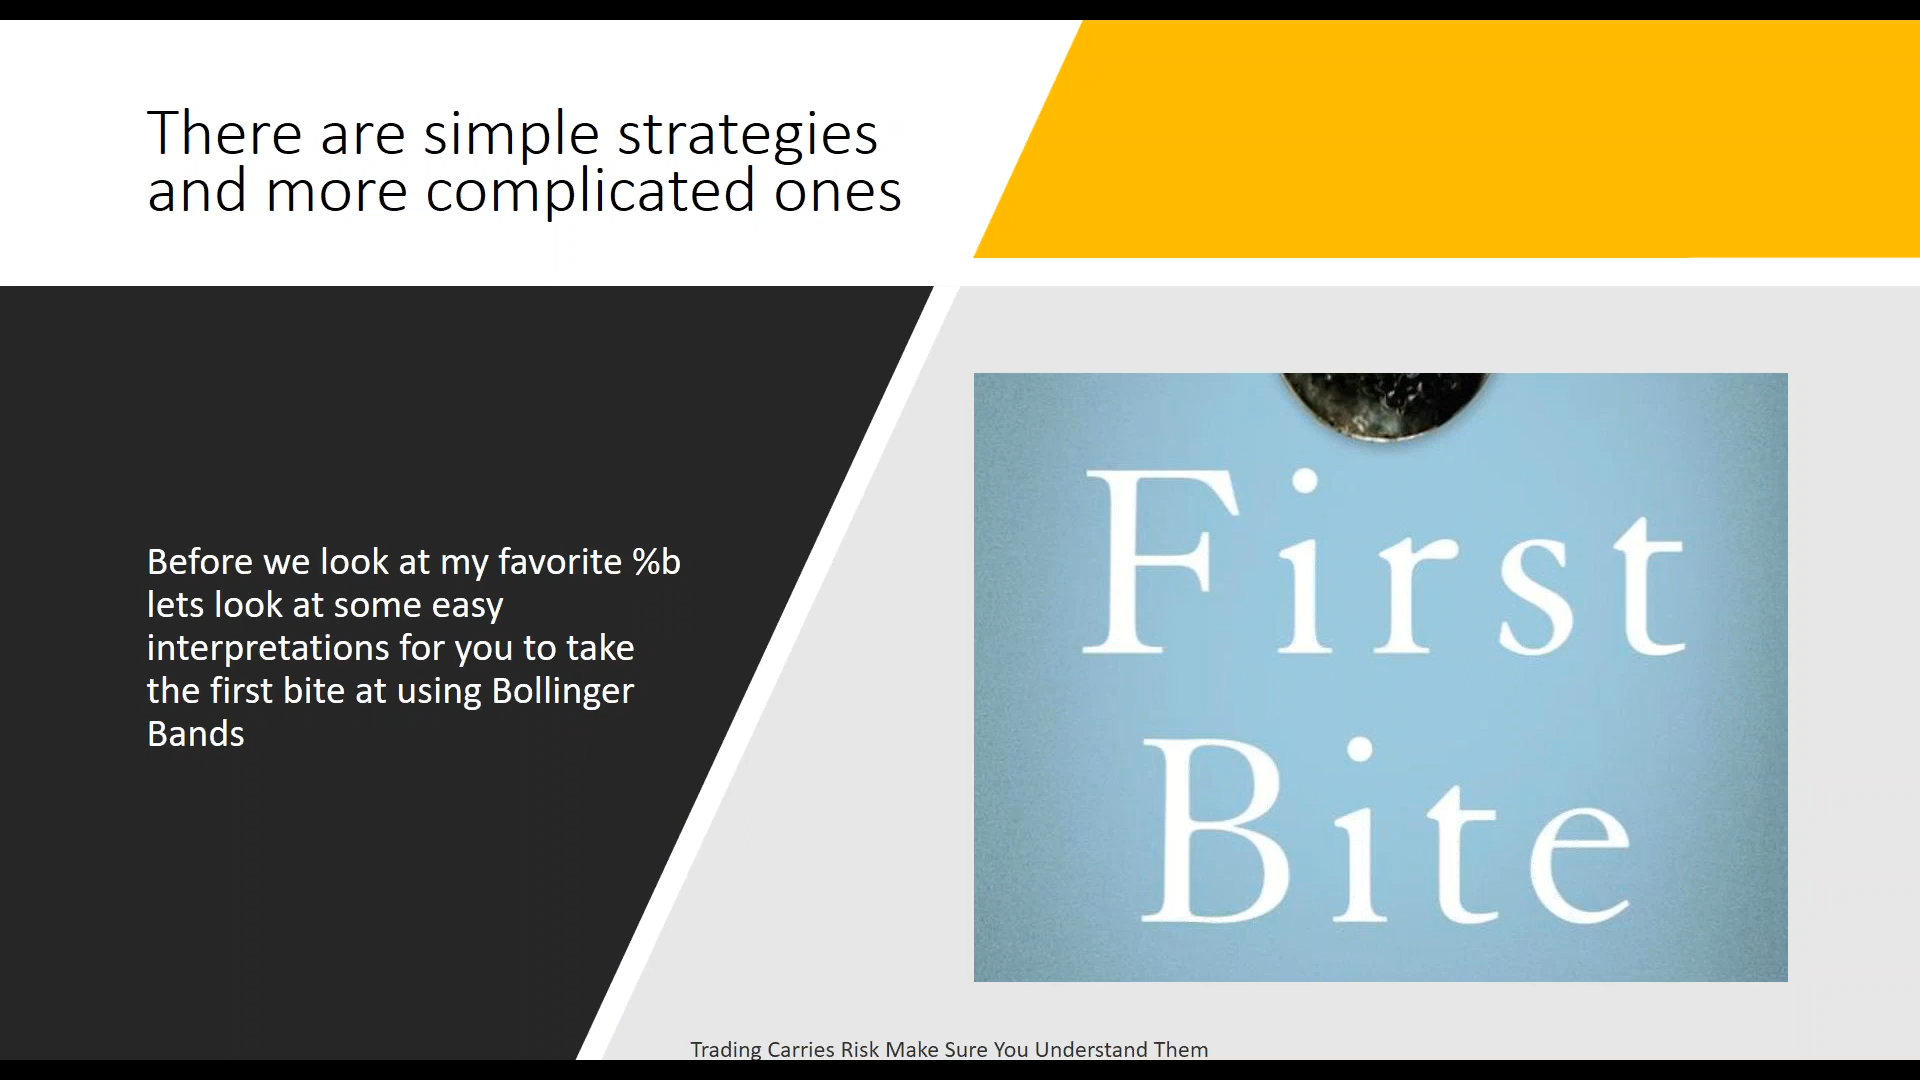 There are simple strategies
and more complicated ones
Before we look at my favorite %b
lets look at some easy
interpretations for you to take
the first bite at using Bollinger
Bands
First
Bite
Trading Carries Risk Make Sure You Understand Them